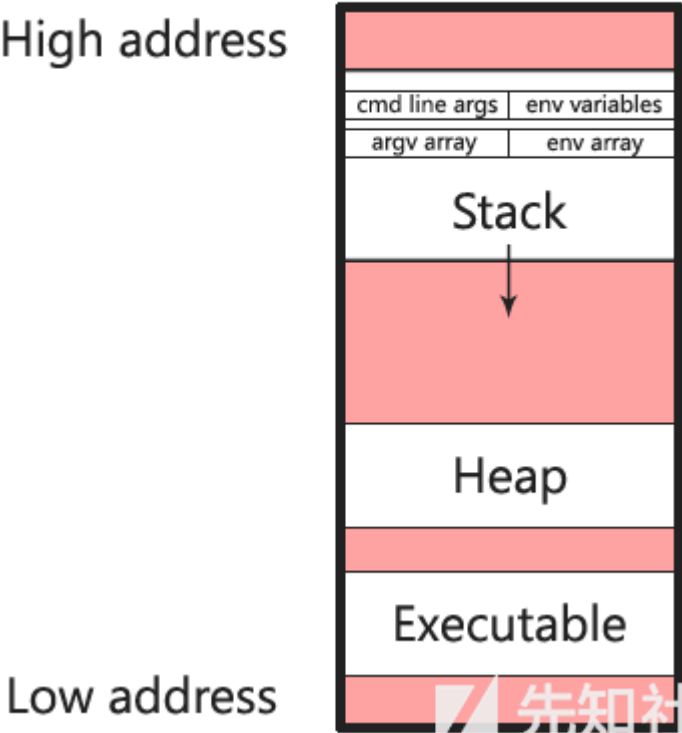 High address
cmd line args env variables
argv array env array
Stack
Heap
Executable
Low address
先知社